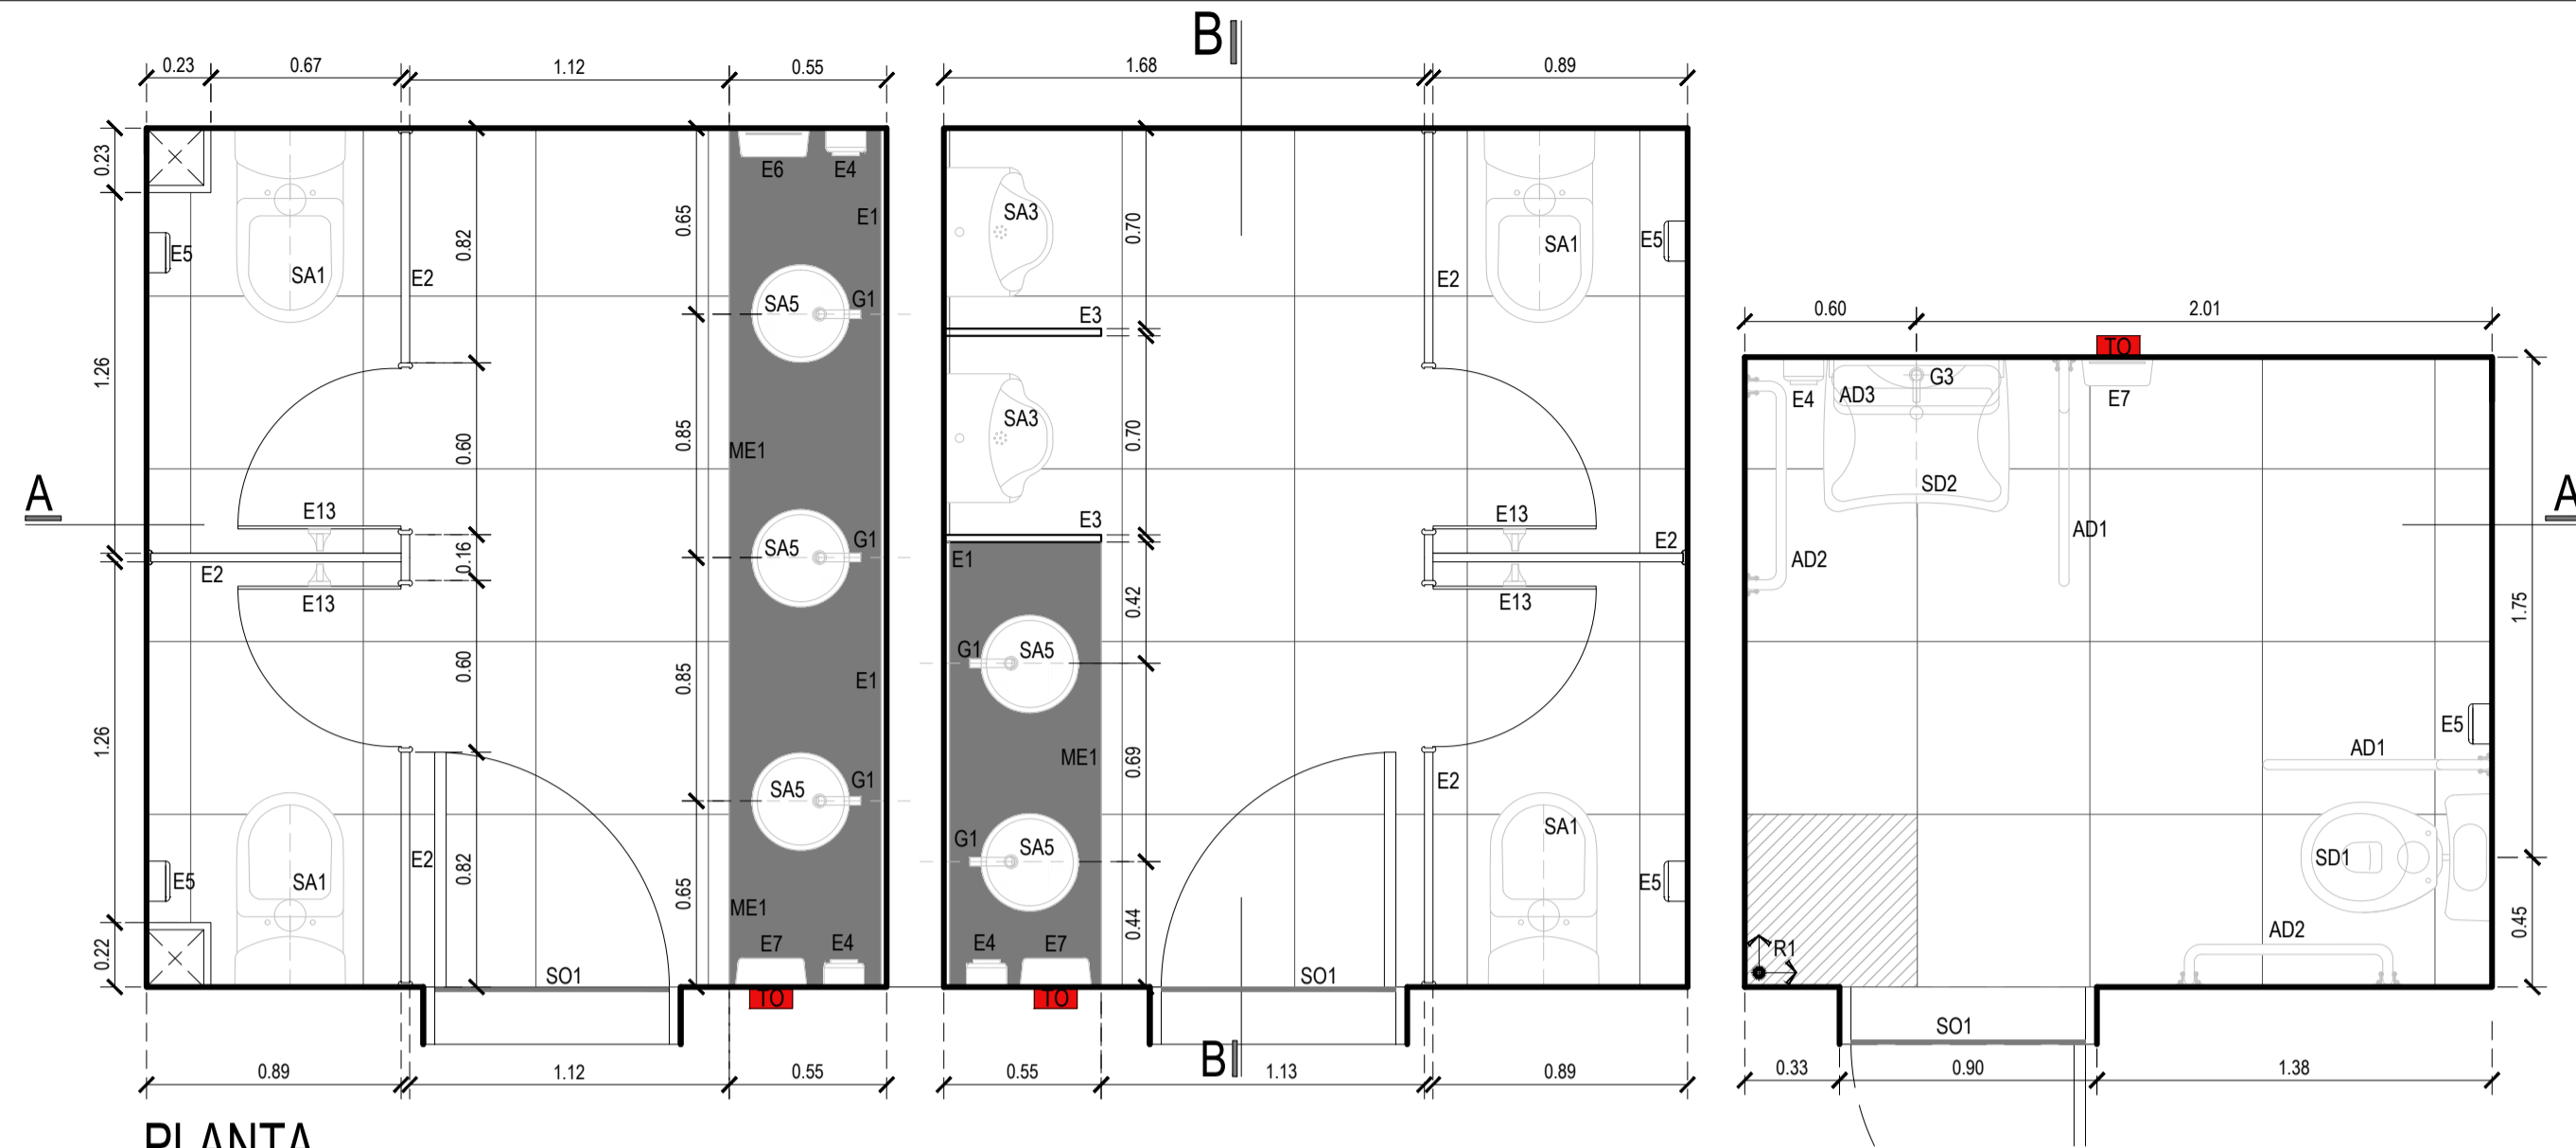 B
0.23 0.67 1.12 0.55 1.68 0.89
0.23
E6 E4
E1
0.65
0.82
SA3
0.70
SA1
E5
E5
SA1
E2
E2
SA5 G1
E3
0.60 2.01
TO
1.26
E4 AD3 G3 E7
SA3
0.70
0.60
0.85
ME1
A
E13
E13
E3
SD2
A
AD1
0.16
SA5 G1
E1
E2
AD2
E2
E13
E13
0.42
1.75
G1 SA5
0.60
0.85
E1
1.26
E5
AD1
ME1
0.69
SA5 G1
E2
SA1
G1 SA5
SD1
E2
0.82
E5 SA1
E5
0.65
ME1
0.44
AD2
0.45
0.22
E7 E4
E4 E7
R1
SO1
SO1
TO
TO
SO1
B
0.89 1.12 0.55 0.55 1.13 0.89 0.33 0.90 1.38
PLANTA